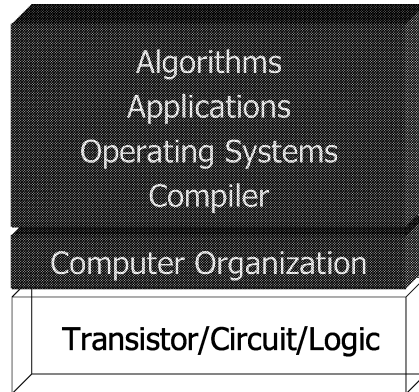 Algorithms
Applications
Operating Systems
Compiler
Computer Organization
Transistor/Circuit/Logic